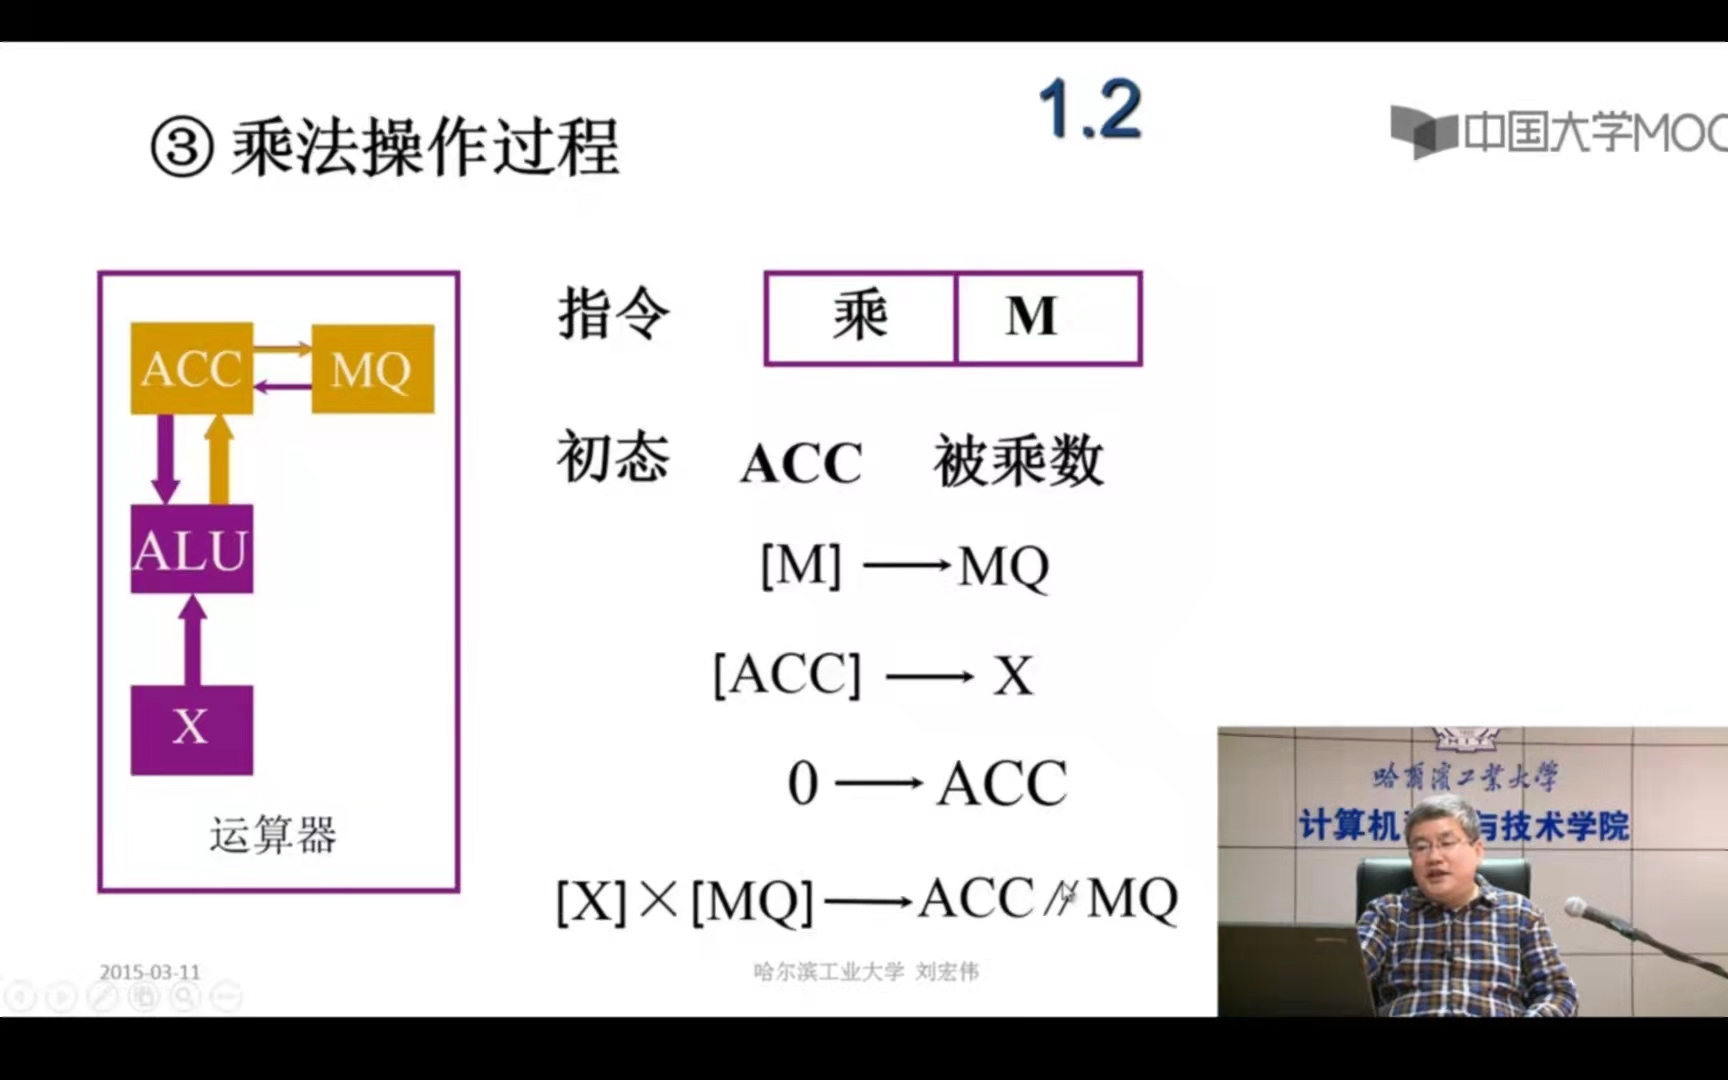 1.2
③ 乘法操作过程
中国大学MOO
指令 乘 M
ACC MQ
初态 ACC 被乘数
ALU
[M] → MQ
[ACC] → X
X
0 → ACC
运算器
[X]×[MQ] → ACC // MQ
哈尔滨工业大学
计算机 与技术学院
2015-03-11
哈尔滨工业大学 刘宏伟